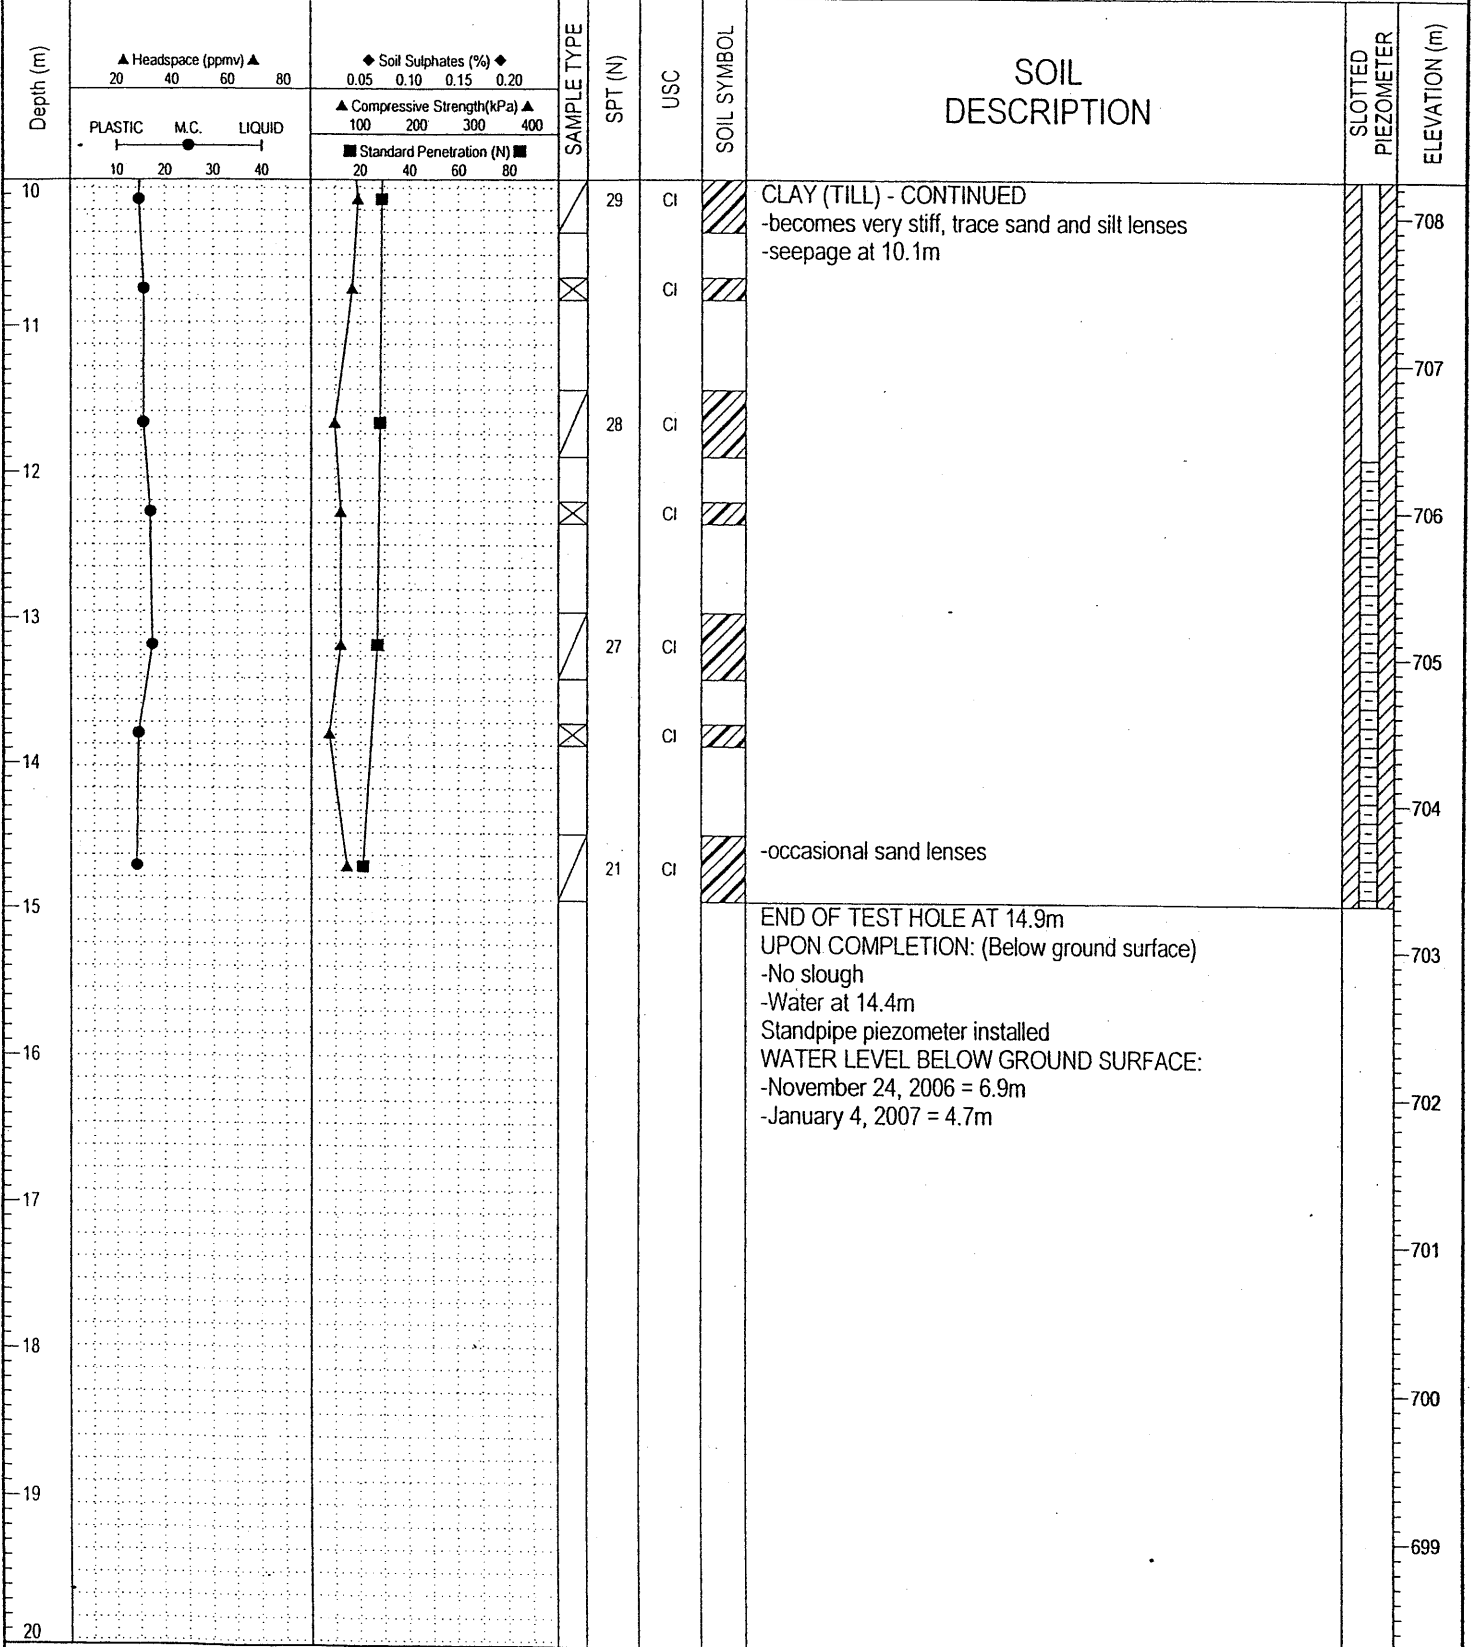 Depth (m)
▲ Headspace (ppmv) ▲
20 40 60 80
PLASTIC M.C. LIQUID
10 20 30 40
◆ Soil Sulphates (%) ◆
0.05 0.10 0.15 0.20
▲ Compressive Strength(kPa) ▲
100 200 300 400
■ Standard Penetration (N) ■
20 40 60 80
SAMPLE TYPE
SPT (N)
USC
SOIL SYMBOL
SOIL
DESCRIPTION
SLOTTED
PIEZOMETER
ELEVATION (m)
10
29 CI
CLAY (TILL) - CONTINUED
-becomes very stiff, trace sand and silt lenses
-seepage at 10.1m
708
CI
11
707
28 CI
12
CI
706
13
27 CI
705
CI
14
704
21 CI
-occasional sand lenses
15
END OF TEST HOLE AT 14.9m
UPON COMPLETION: (Below ground surface)
-No slough
-Water at 14.4m
Standpipe piezometer installed
WATER LEVEL BELOW GROUND SURFACE:
-November 24, 2006 = 6.9m
-January 4, 2007 = 4.7m
703
16
702
17
701
18
700
19
699
20